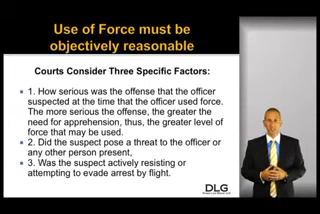 Use of Force must be
objectively reasonable
Courts Consider Three Specific Factors:
1. How serious was the offense that the officer
suspected at the time that the officer used force.
The more serious the offense, the greater the
need for apprehension, thus, the greater level of
force that may be used.
2. Did the suspect pose a threat to the officer or
any other person present,
3. Was the suspect actively resisting or
attempting to evade arrest by flight.
DLG